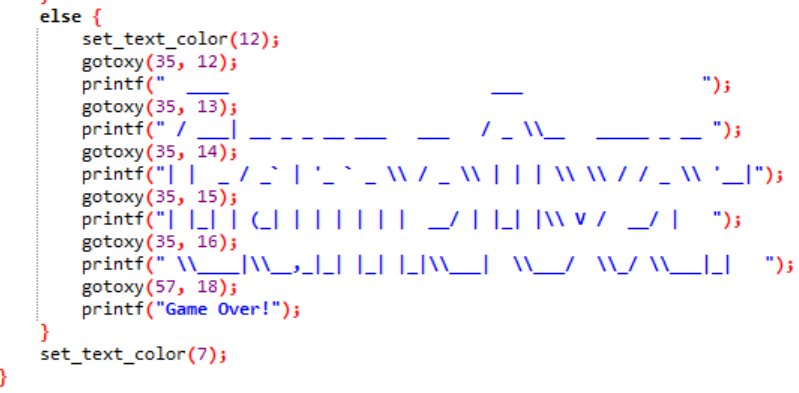 }
else {
set_text_color(12);
gotoxy(35, 12);
printf("  ____                        ___                 ");
gotoxy(35, 13);
printf(" / ___| __ _ _ __ ___   ___   / _ \\__   _____ _ __ ");
gotoxy(35, 14);
printf("| |  _ / _` | '_ ` _ \\ / _ \\ | | | \\ \\ / / _ \\ '__|");
gotoxy(35, 15);
printf("| |_| | (_| | | | | | |  __/ | |_| |\\ V /  __/ |   ");
gotoxy(35, 16);
printf(" \\____|\\__,_|_| |_| |_|\\___|  \\___/  \\_/ \\___|_|   ");
gotoxy(57, 18);
printf("Game Over!");
}
set_text_color(7);
}